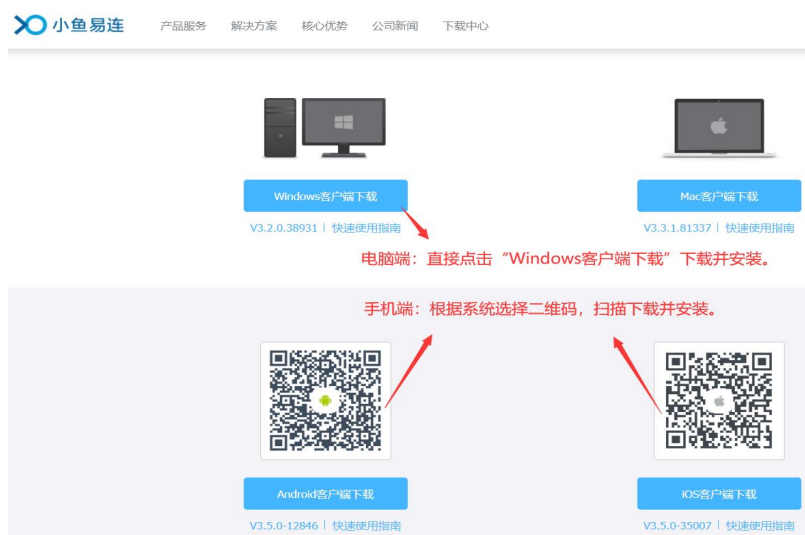 小鱼易连 产品服务 解决方案 核心优势 公司新闻 下载中心
Windows客户端下载 Mac客户端下载
V3.2.0.38931 | 快速使用指南 V3.3.1.81337 | 快速使用指南
电脑端：直接点击“Windows客户端下载”下载并安装。
手机端：根据系统选择二维码，扫描下载并安装。
Android客户端下载 iOS客户端下载
V3.5.0-12846 | 快速使用指南 V3.5.0-35007 | 快速使用指南